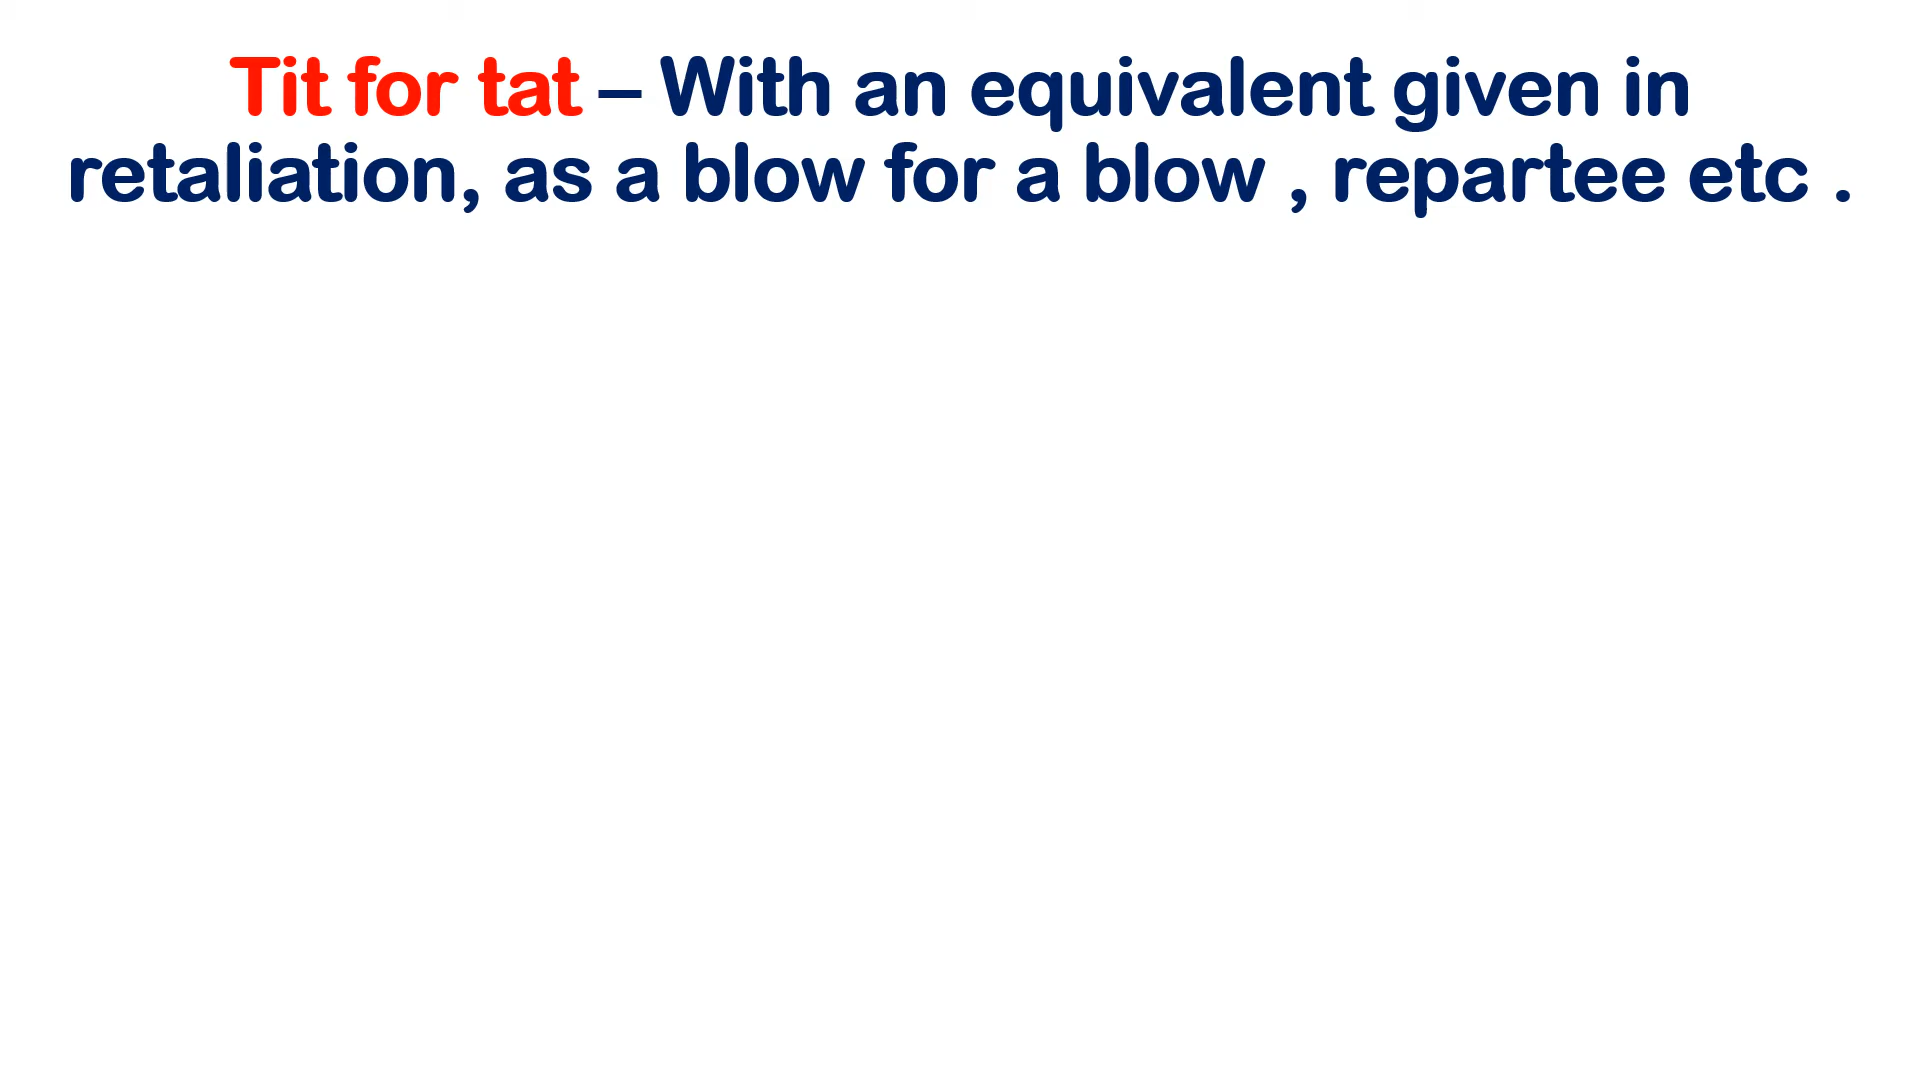 Tit for tat – With an equivalent given in
retaliation, as a blow for a blow , repartee etc .